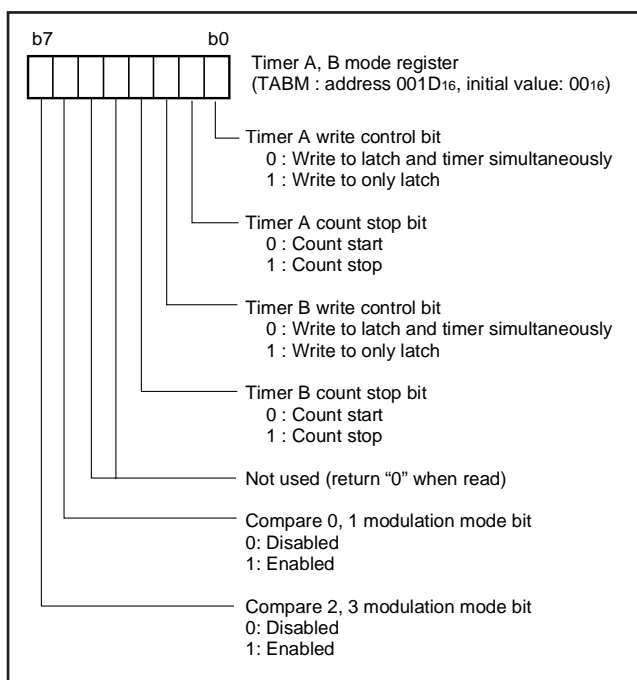 b7 b0
Timer A, B mode register
(TABM : address 001D16, initial value: 0016)
Timer A write control bit
0 : Write to latch and timer simultaneously
1 : Write to only latch
Timer A count stop bit
0 : Count start
1 : Count stop
Timer B write control bit
0 : Write to latch and timer simultaneously
1 : Write to only latch
Timer B count stop bit
0 : Count start
1 : Count stop
Not used (return “0” when read)
Compare 0, 1 modulation mode bit
0: Disabled
1: Enabled
Compare 2, 3 modulation mode bit
0: Disabled
1: Enabled